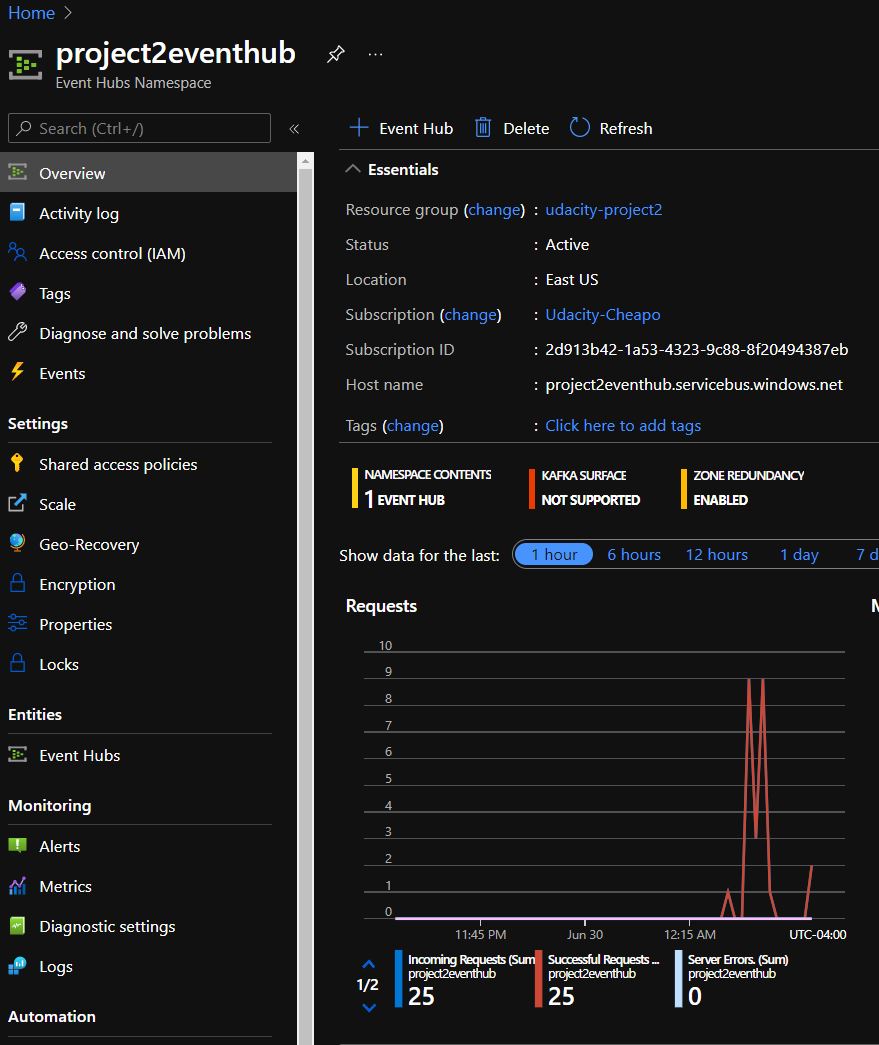 Home
project2eventhub
Event Hubs Namespace
Search (Ctrl+/)
Event Hub Delete Refresh
Overview
Activity log
Access control (IAM)
Tags
Diagnose and solve problems
Events
Settings
Shared access policies
Scale
Geo-Recovery
Encryption
Properties
Locks
Entities
Event Hubs
Monitoring
Alerts
Metrics
Diagnostic settings
Logs
Automation
Essentials
Resource group (change) : udacity-project2
Status : Active
Location : East US
Subscription (change) : Udacity-Cheapo
Subscription ID : 2d913b42-1a53-4323-9c88-8f20494387eb
Host name : project2eventhub.servicebus.windows.net
Tags (change) : Click here to add tags
NAMESPACE CONTENTS
1 EVENT HUB
KAFKA SURFACE
NOT SUPPORTED
ZONE REDUNDANCY
ENABLED
Show data for the last: 1 hour 6 hours 12 hours 1 day 7 d
Requests
10
9
8
7
6
5
4
3
2
1
0
11:45 PM Jun 30 12:15 AM UTC-04:00
1/2
Incoming Requests (Sum
project2eventhub
25
Successful Requests ...
project2eventhub
25
Server Errors. (Sum)
project2eventhub
0